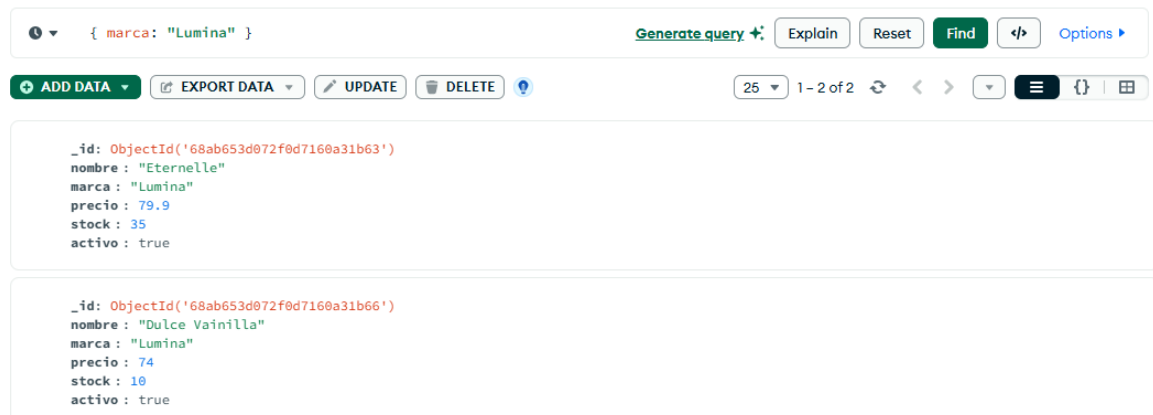 { marca: "Lumina" }
Generate query
Explain
Reset
Find
</>
Options
ADD DATA
EXPORT DATA
UPDATE
DELETE
25
1 – 2 of 2
{}
_id: ObjectId('68ab653d072f0d7160a31b63')
nombre : "Eternelle"
marca : "Lumina"
precio : 79.9
stock : 35
activo : true
_id: ObjectId('68ab653d072f0d7160a31b66')
nombre : "Dulce Vainilla"
marca : "Lumina"
precio : 74
stock : 10
activo : true